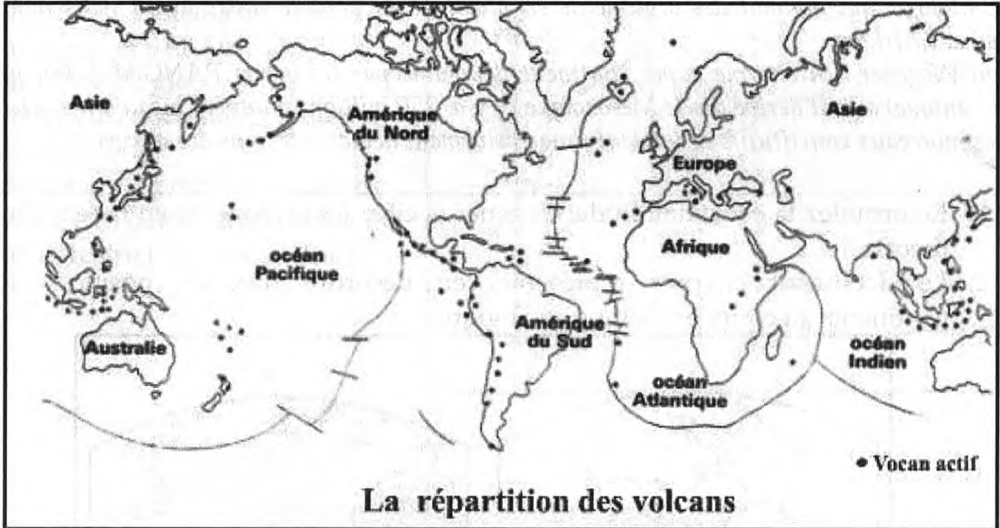 Asie
Amérique
du Nord
Asie
Europe
océan
Pacifique
Afrique
Australie
Amérique
du Sud
océan
Atlantique
océan
Indien
• Vocan actif
La répartition des volcans